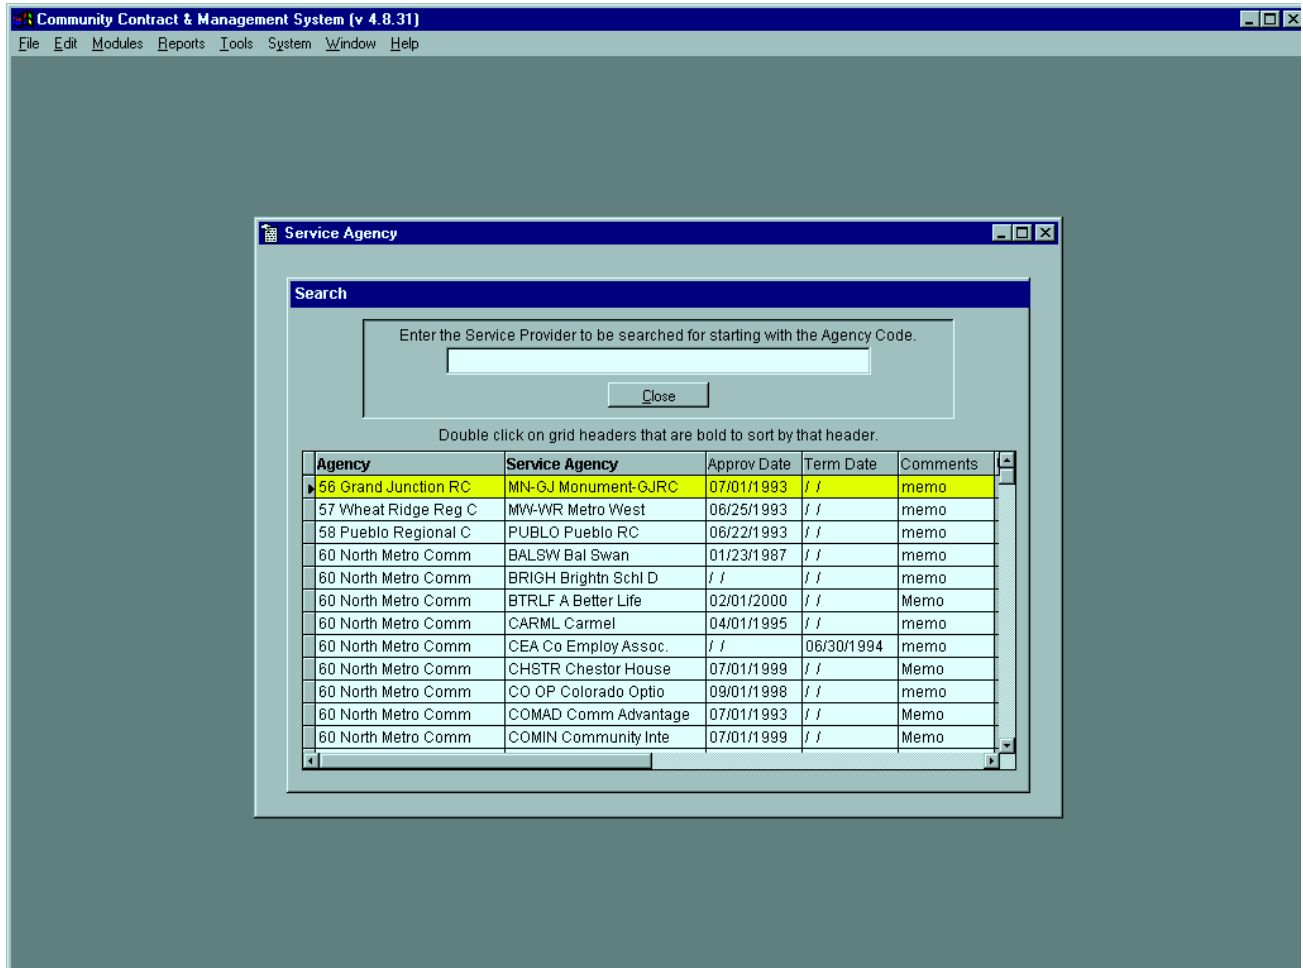 Community Contract & Management System (v 4.8.31)
File Edit Modules Reports Tools System Window Help
Service Agency
Search
Enter the Service Provider to be searched for starting with the Agency Code.
Close
Double click on grid headers that are bold to sort by that header.
Agency Service Agency Approv Date Term Date Comments
56 Grand Junction RC MN-GJ Monument-GJRC 07/01/1993 / / memo
57 Wheat Ridge Reg C MW-WR Metro West 06/25/1993 / / memo
58 Pueblo Regional C PUBLO Pueblo RC 06/22/1993 / / memo
60 North Metro Comm BALSW Bal Swan 01/23/1987 / / memo
60 North Metro Comm BRIGH Brightn Schl D / / / / memo
60 North Metro Comm BTRLF A Better Life 02/01/2000 / / Memo
60 North Metro Comm CARML Carmel 04/01/1995 / / memo
60 North Metro Comm CEA Co Employ Assoc. / / 06/30/1994 memo
60 North Metro Comm CHSTR Chestor House 07/01/1999 / / Memo
60 North Metro Comm CO OP Colorado Optio 09/01/1998 / / memo
60 North Metro Comm COMAD Comm Advantage 07/01/1993 / / Memo
60 North Metro Comm COMIN Community Inte 07/01/1999 / / Memo